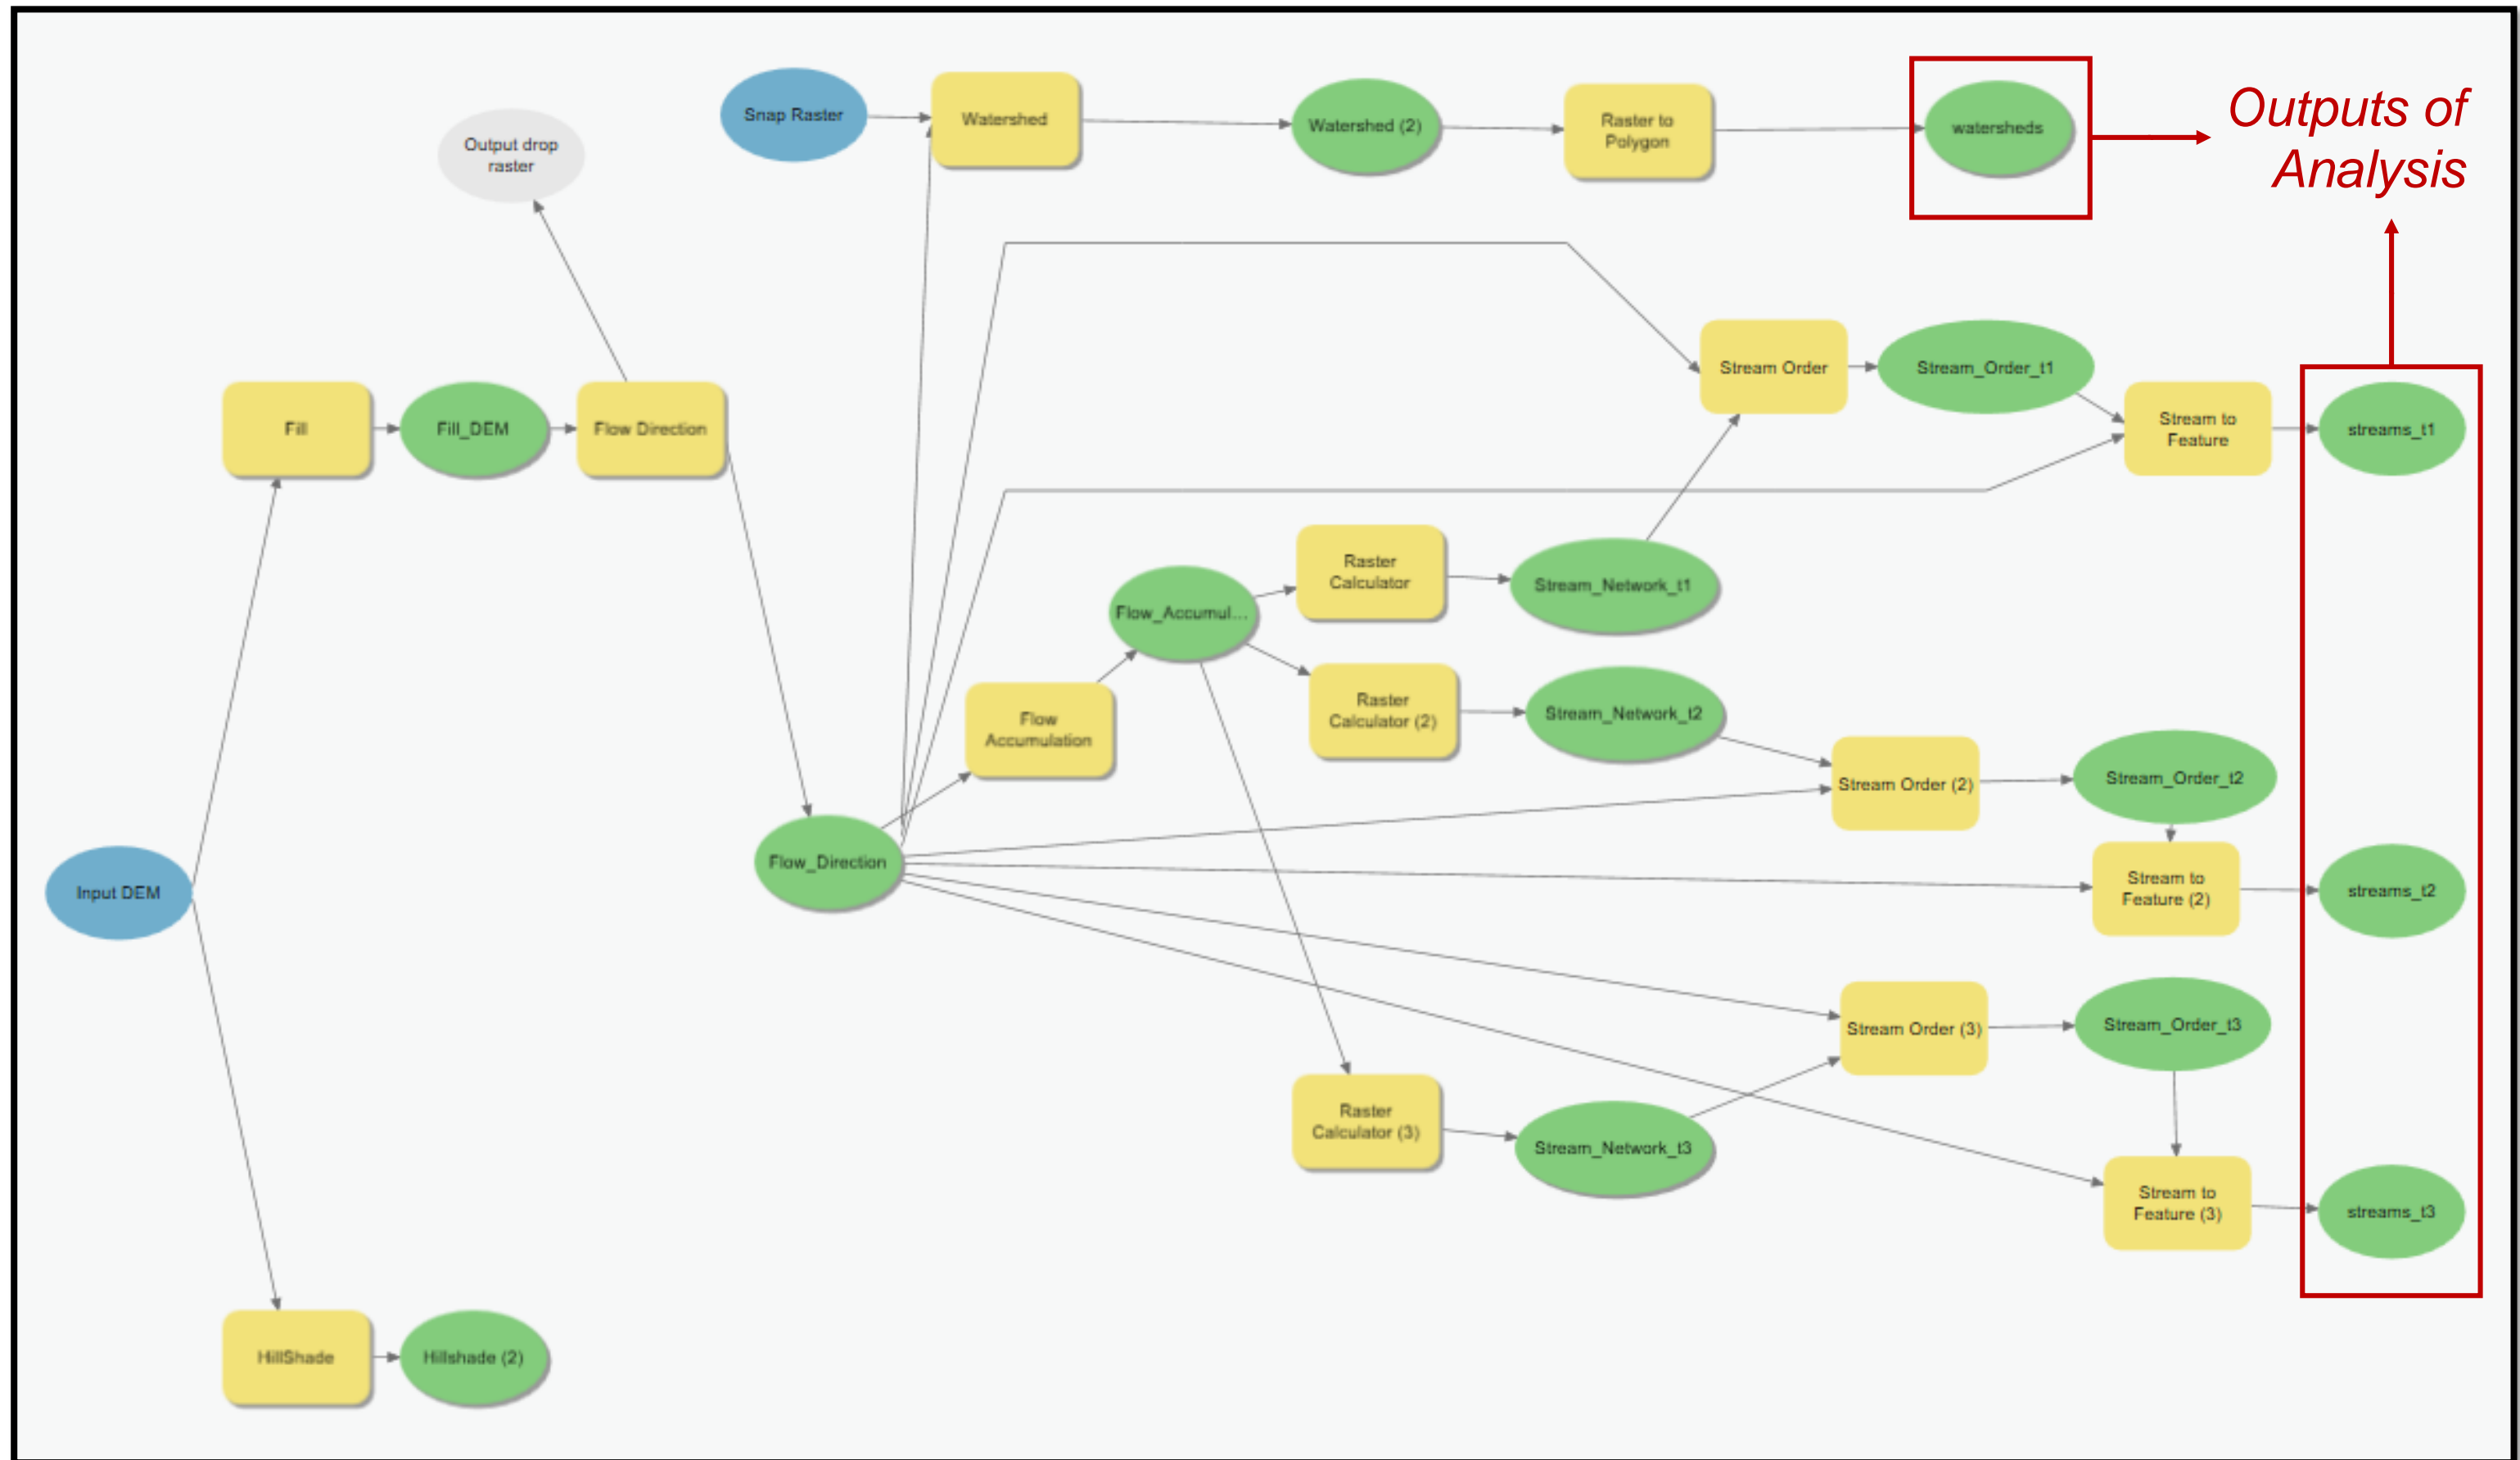 Snap Raster
Watershed
Watershed (2)
Raster to
Polygon
watersheds
Outputs of
Analysis
Output drop
raster
Fill
Fill_DEM
Flow Direction
Stream Order
Stream_Order_t1
Stream to
Feature
streams_t1
Flow_Accumul...
Raster
Calculator
Stream_Network_t1
Flow
Accumulation
Raster
Calculator (2)
Stream_Network_t2
Stream Order (2)
Stream_Order_t2
Input DEM
Flow_Direction
Stream to
Feature (2)
streams_t2
Stream Order (3)
Stream_Order_t3
Raster
Calculator (3)
Stream_Network_t3
Stream to
Feature (3)
streams_t3
HillShade
Hillshade (2)